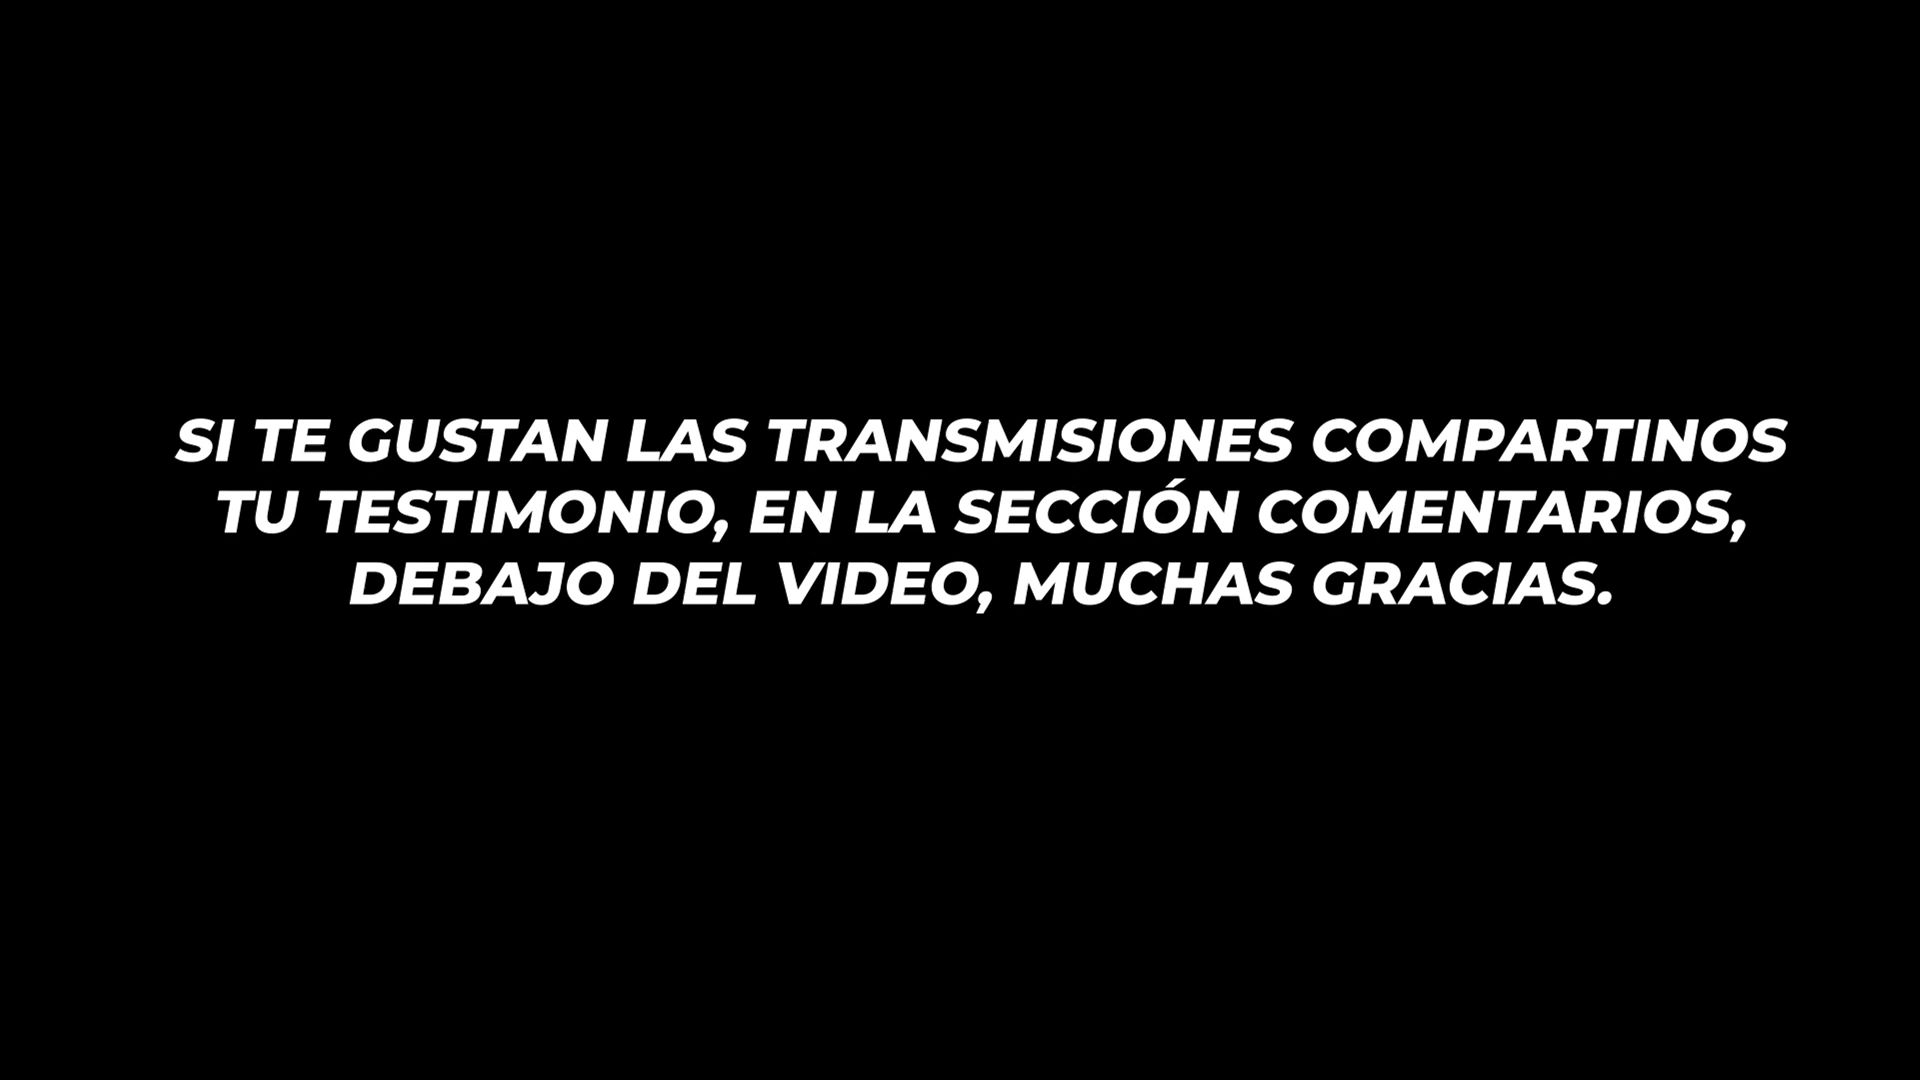 SI TE GUSTAN LAS TRANSMISIONES COMPARTINOS
TU TESTIMONIO, EN LA SECCIÓN COMENTARIOS,
DEBAJO DEL VIDEO, MUCHAS GRACIAS.